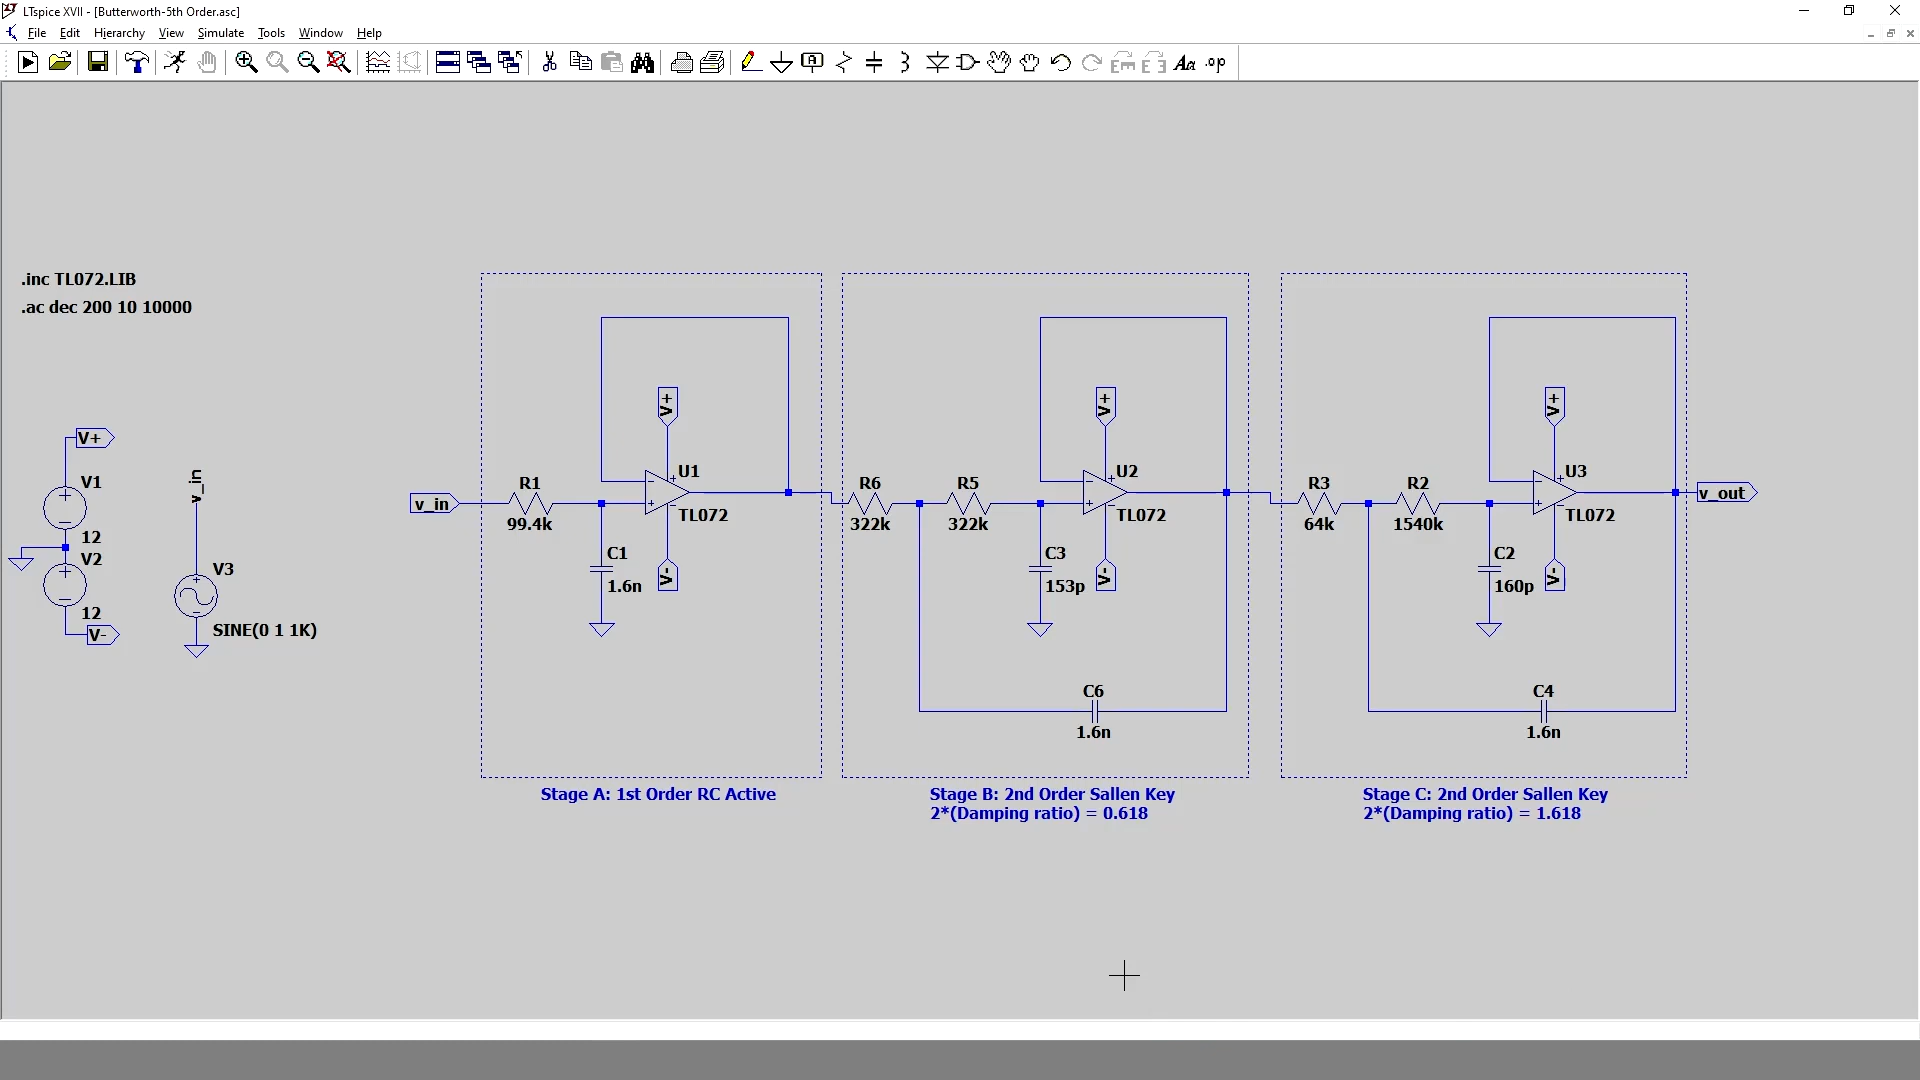 LTspice XVII - [Butterworth-5th Order.asc]
File Edit Hierarchy View Simulate Tools Window Help
.op
.inc TL072.LIB
.ac dec 200 10 10000
V+
V1
12
V2
12
V-
v_in
V3
SINE(0 1 1K)
v_in
R1
99.4k
C1
1.6n
V+
U1
TL072
V-
Stage A: 1st Order RC Active
R6
322k
R5
322k
C3
153p
V+
U2
TL072
V-
C6
1.6n
Stage B: 2nd Order Sallen Key
2*(Damping ratio) = 0.618
R3
64k
R2
1540k
C2
160p
V+
U3
TL072
V-
C4
1.6n
v_out
Stage C: 2nd Order Sallen Key
2*(Damping ratio) = 1.618